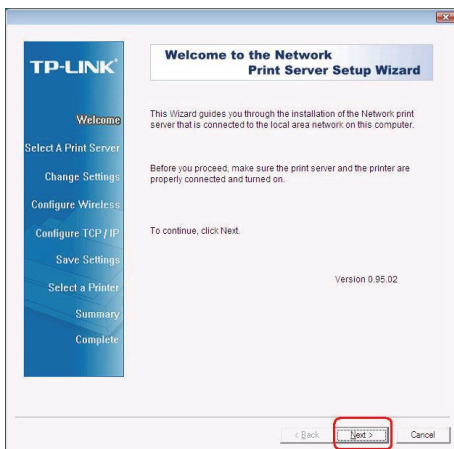 TP-LINK
Welcome
Select A Print Server
Change Settings
Configure Wireless
Configure TCP / IP
Save Settings
Select a Printer
Summary
Complete
Welcome to the Network
Print Server Setup Wizard
This Wizard guides you through the installation of the Network print
server that is connected to the local area network on this computer.
Before you proceed, make sure the print server and the printer are
properly connected and turned on.
To continue, click Next.
Version 0.95.02
< Back
Next >
Cancel